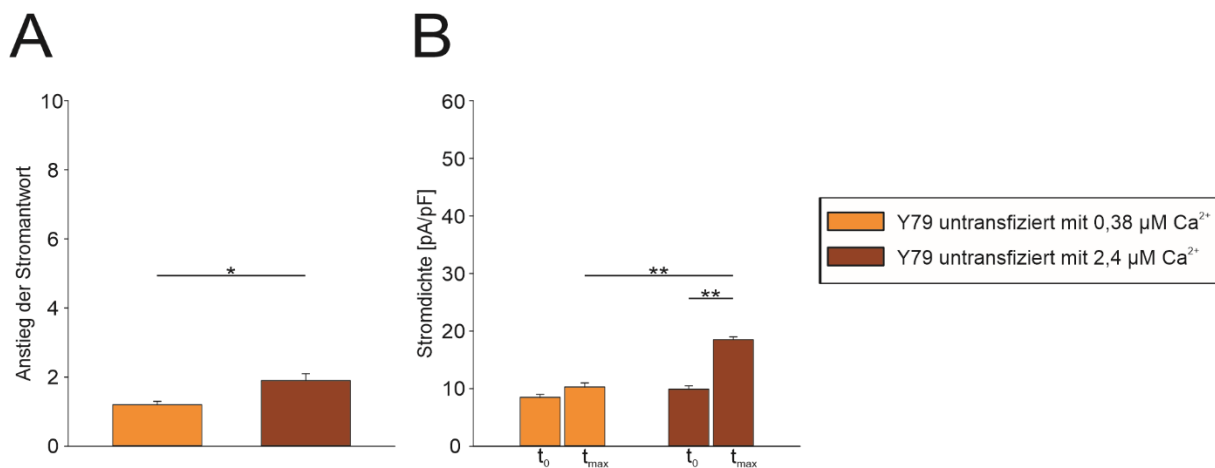 A
B
Anstieg der Stromantwort
10
8
6
4
2
0
*
Stromdichte [pA/pF]
60
50
40
30
20
10
0
**
**
t0
tmax
t0
tmax
Y79 untransfiziert mit 0,38 µM Ca2+
Y79 untransfiziert mit 2,4 µM Ca2+